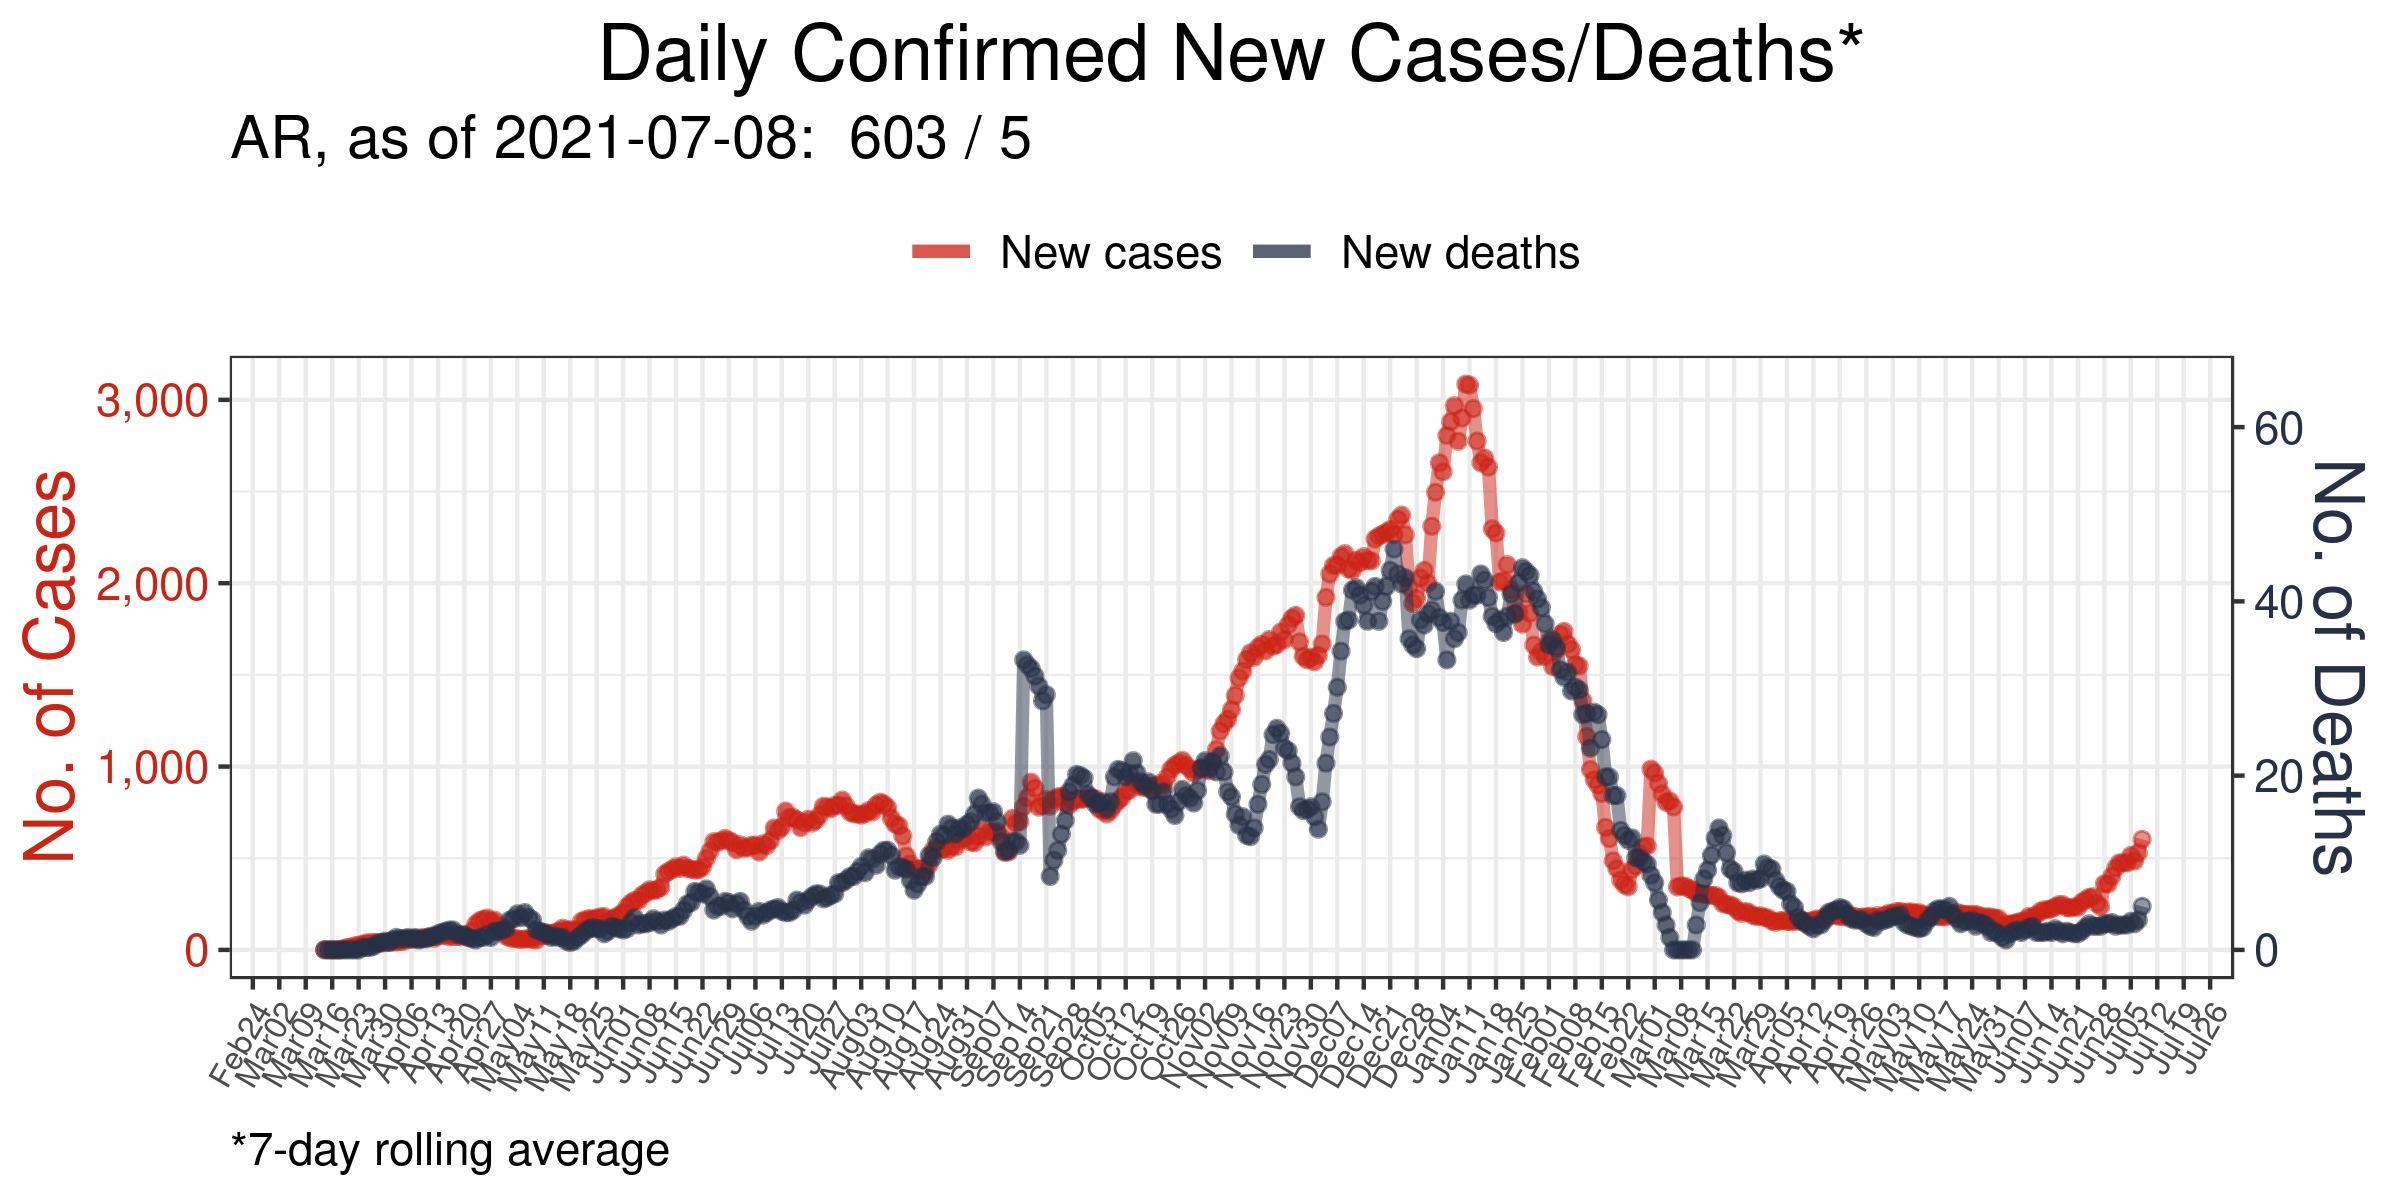 Daily Confirmed New Cases/Deaths*
AR, as of 2021-07-08:  603 / 5
New cases
New deaths
No. of Cases
3,000
2,000
1,000
0
60
40
20
0
No. of Deaths
Feb24
Mar02
Mar09
Mar16
Mar23
Mar30
Apr06
Apr13
Apr20
Apr27
May04
May11
May18
May25
Jun01
Jun08
Jun15
Jun22
Jun29
Jul06
Jul13
Jul20
Jul27
Aug03
Aug10
Aug17
Aug24
Aug31
Sep07
Sep14
Sep21
Sep28
Oct05
Oct12
Oct19
Oct26
Nov02
Nov09
Nov16
Nov23
Nov30
Dec07
Dec14
Dec21
Dec28
Jan04
Jan11
Jan18
Jan25
Feb01
Feb08
Feb15
Feb22
Mar01
Mar08
Mar15
Mar22
Mar29
Apr05
Apr12
Apr19
Apr26
May03
May10
May17
May24
May31
Jun07
Jun14
Jun21
Jun28
Jul05
Jul12
Jul19
Jul26
*7-day rolling average